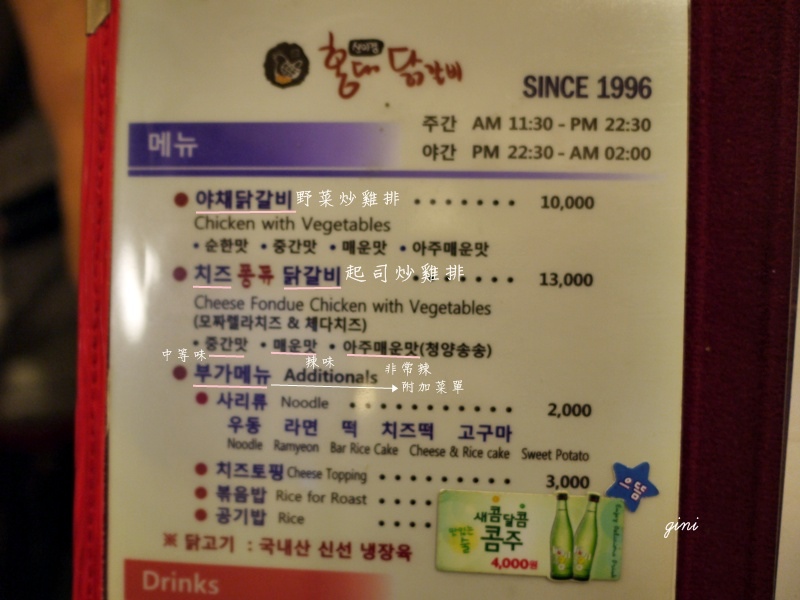 신미경 홍대 닭갈비
SINCE 1996
주간 AM 11:30 - PM 22:30
메뉴
야간 PM 22:30 - AM 02:00
야채닭갈비 野菜炒雞排 10,000
Chicken with Vegetables
• 순한맛 • 중간맛 • 매운맛 • 아주매운맛
치즈 퐁듀 닭갈비 起司炒雞排 13,000
Cheese Fondue Chicken with Vegetables
(모짜렐라치즈 & 체다치즈)
• 중간맛 • 매운맛 • 아주매운맛(청양송송)
中等味 辣味 非常辣
부가메뉴 Additionals 附加菜單
사리류 Noodle 2,000
우동 라면 떡 치즈떡 고구마
Noodle Ramyeon Bar Rice Cake Cheese & Rice cake Sweet Potato
치즈토핑 Cheese Topping 3,000
볶음밥 Rice for Roast
공기밥 Rice
새콤달콤
콤주
4,000원
※ 닭고기 : 국내산 신선 냉장육
gini
Drinks